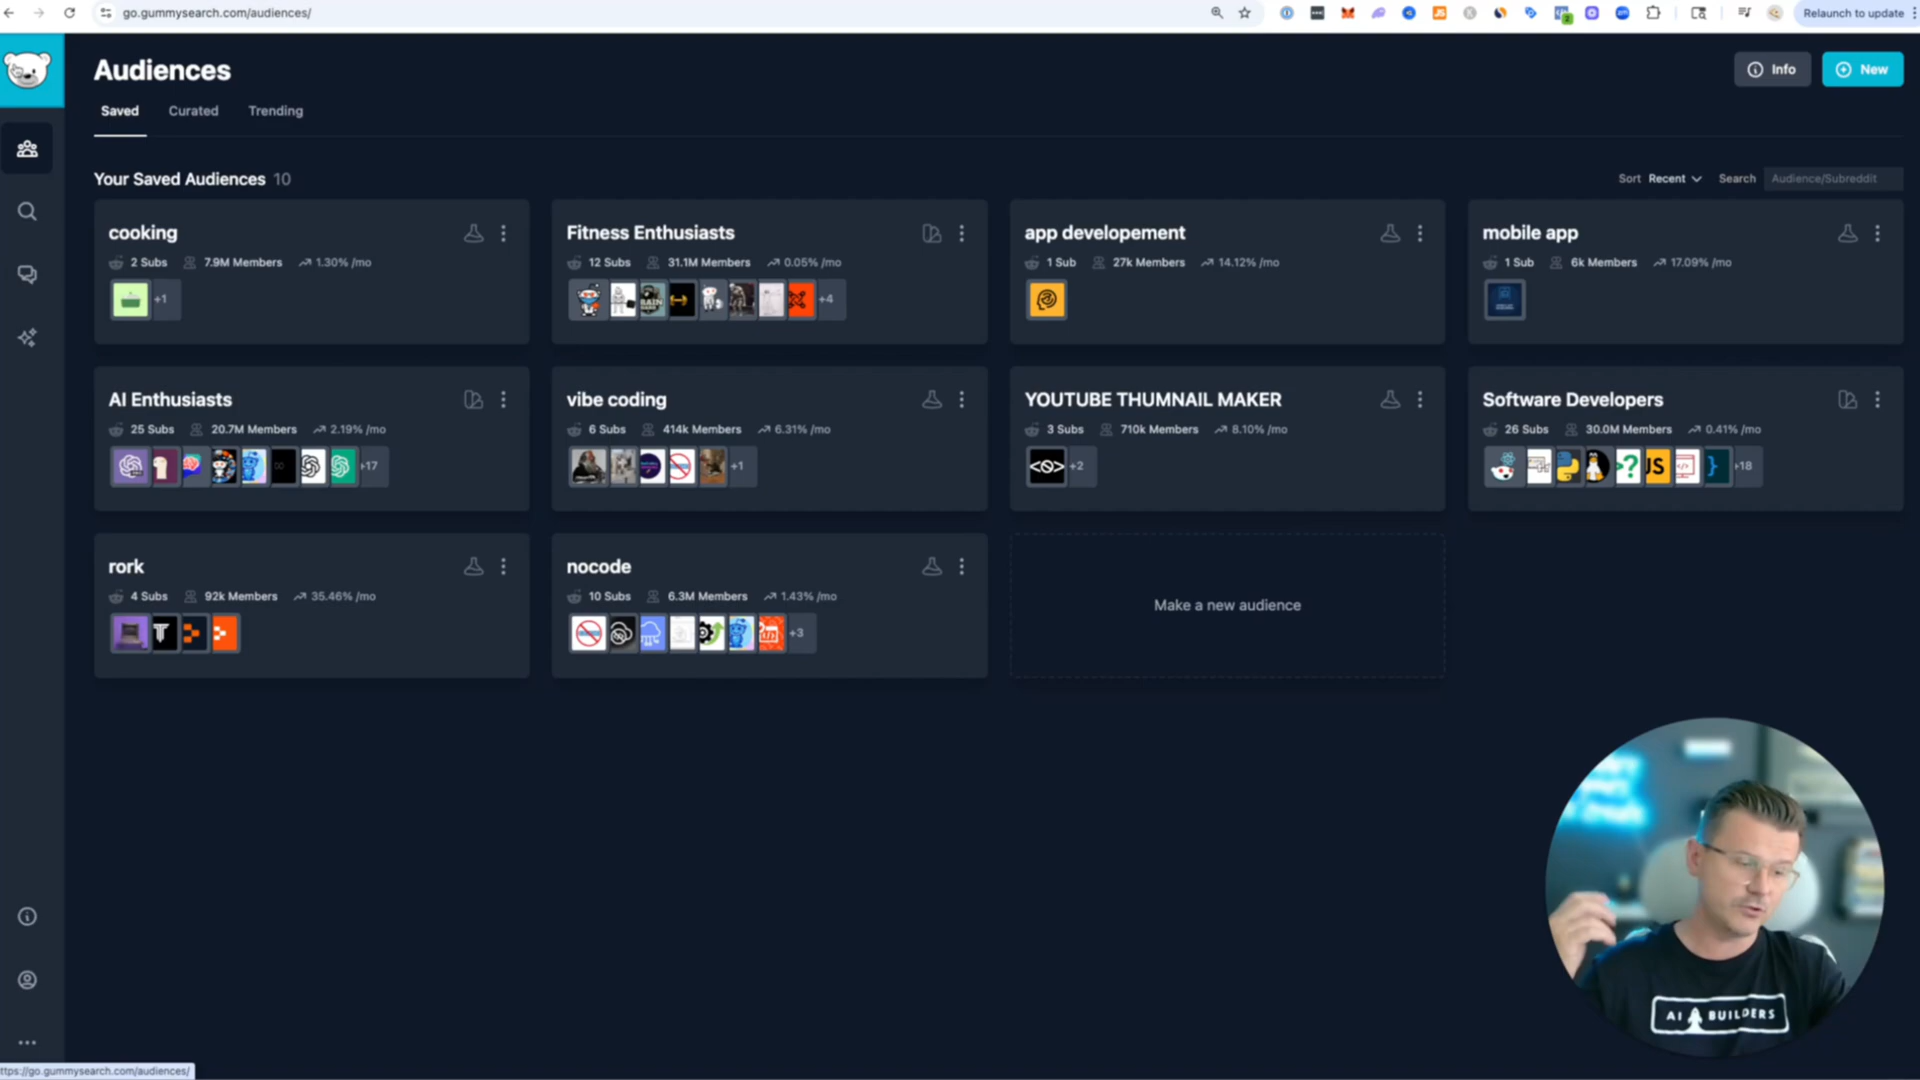 go.gummysearch.com/audiences/
Relaunch to update
Audiences
Info
New
Saved
Curated
Trending
Your Saved Audiences 10
Sort Recent
Search
Audience/Subreddit
cooking
2 Subs 7.9M Members 1.30% /mo
+1
Fitness Enthusiasts
12 Subs 31.1M Members 0.05% /mo
+4
app developement
1 Sub 27k Members 14.12% /mo
mobile app
1 Sub 6k Members 17.09% /mo
AI Enthusiasts
25 Subs 20.7M Members 2.19% /mo
+17
vibe coding
6 Subs 414k Members 6.31% /mo
+1
YOUTUBE THUMNAIL MAKER
3 Subs 710k Members 8.10% /mo
+2
Software Developers
26 Subs 30.0M Members 0.41% /mo
JS
+18
rork
4 Subs 92k Members 35.46% /mo
nocode
10 Subs 6.3M Members 1.43% /mo
+3
Make a new audience
AI BUILDERS
ttps://go.gummysearch.com/audiences/